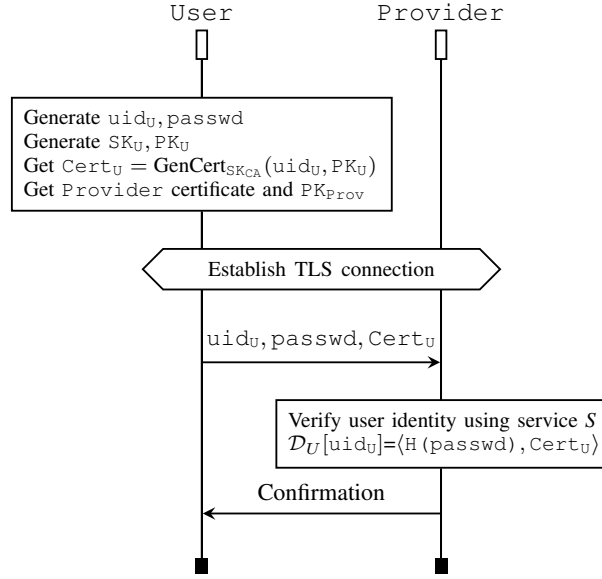 User Provider
Generate uid_U, passwd
Generate SK_U, PK_U
Get Cert_U = GenCert_SK_CA(uid_U, PK_U)
Get Provider certificate and PK_Prov
Establish TLS connection
uid_U, passwd, Cert_U
Verify user identity using service S
𝒟_U[uid_U]=⟨H(passwd), Cert_U⟩
Confirmation